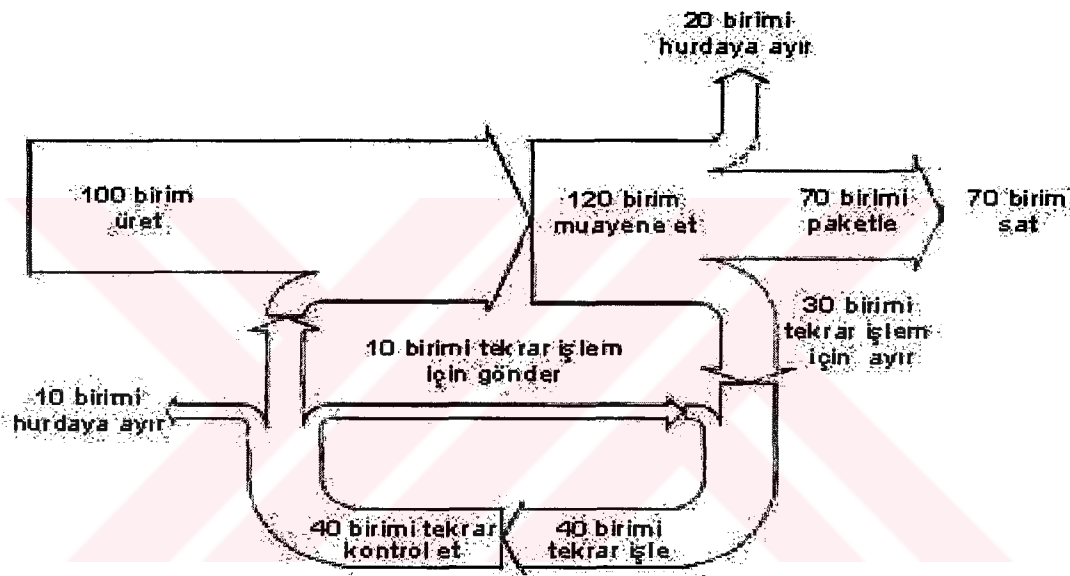 20 birimi
hurdaya ayır
100 birim
üret
120 birim
muayene et
70 birimi
paketle
70 birim
sat
30 birimi
tekrar işlem
için ayır
10 birimi tekrar işlem
için gönder
10 birimi
hurdaya ayır
40 birimi tekrar
kontrol et
40 birimi
tekrar işle